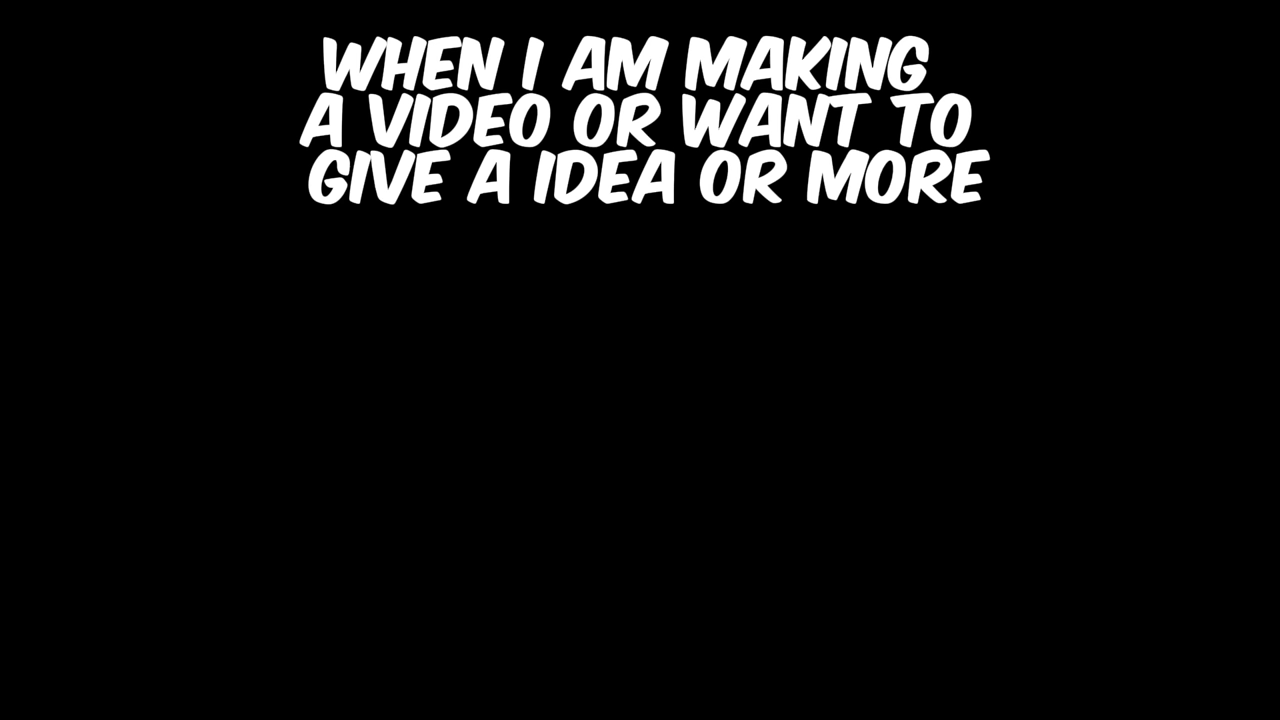 WHEN I AM MAKING
A VIDEO OR WANT TO
GIVE A IDEA OR MORE